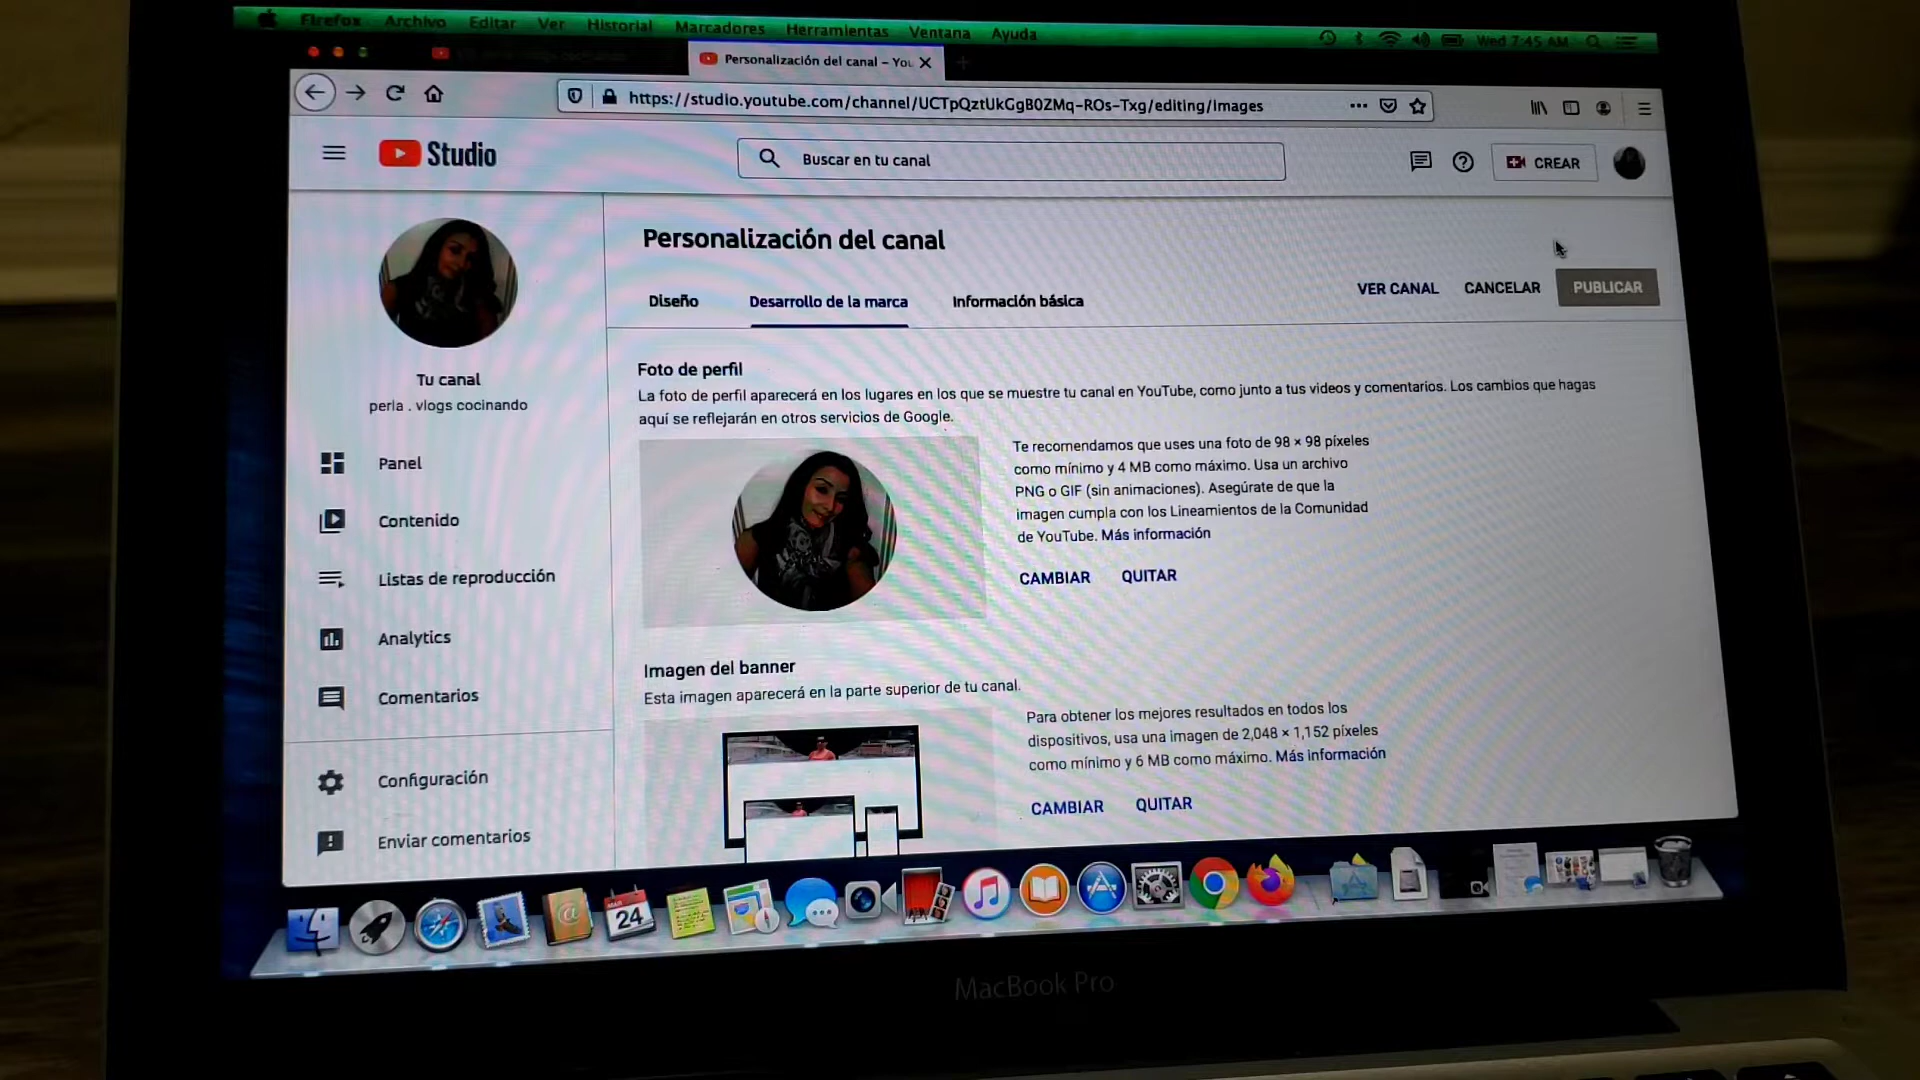 Firefox Archivo Editar Ver Historial Marcadores Herramientas Ventana Ayuda
Wed 7:45 AM
Personalización del canal – You
https://studio.youtube.com/channel/UCTpQztUkGgB0ZMq-ROs-Txg/editing/images
Studio
Buscar en tu canal
CREAR
Personalización del canal
Diseño
Desarrollo de la marca
Información básica
VER CANAL
CANCELAR
PUBLICAR
Tu canal
perla . vlogs cocinando
Panel
Contenido
Listas de reproducción
Analytics
Comentarios
Configuración
Enviar comentarios
Foto de perfil
La foto de perfil aparecerá en los lugares en los que se muestre tu canal en YouTube, como junto a tus videos y comentarios. Los cambios que hagas
aquí se reflejarán en otros servicios de Google.
Te recomendamos que uses una foto de 98 × 98 píxeles
como mínimo y 4 MB como máximo. Usa un archivo
PNG o GIF (sin animaciones). Asegúrate de que la
imagen cumpla con los Lineamientos de la Comunidad
de YouTube. Más información
CAMBIAR
QUITAR
Imagen del banner
Esta imagen aparecerá en la parte superior de tu canal.
Para obtener los mejores resultados en todos los
dispositivos, usa una imagen de 2,048 × 1,152 píxeles
como mínimo y 6 MB como máximo. Más información
CAMBIAR
QUITAR
MAR
24
MacBook Pro